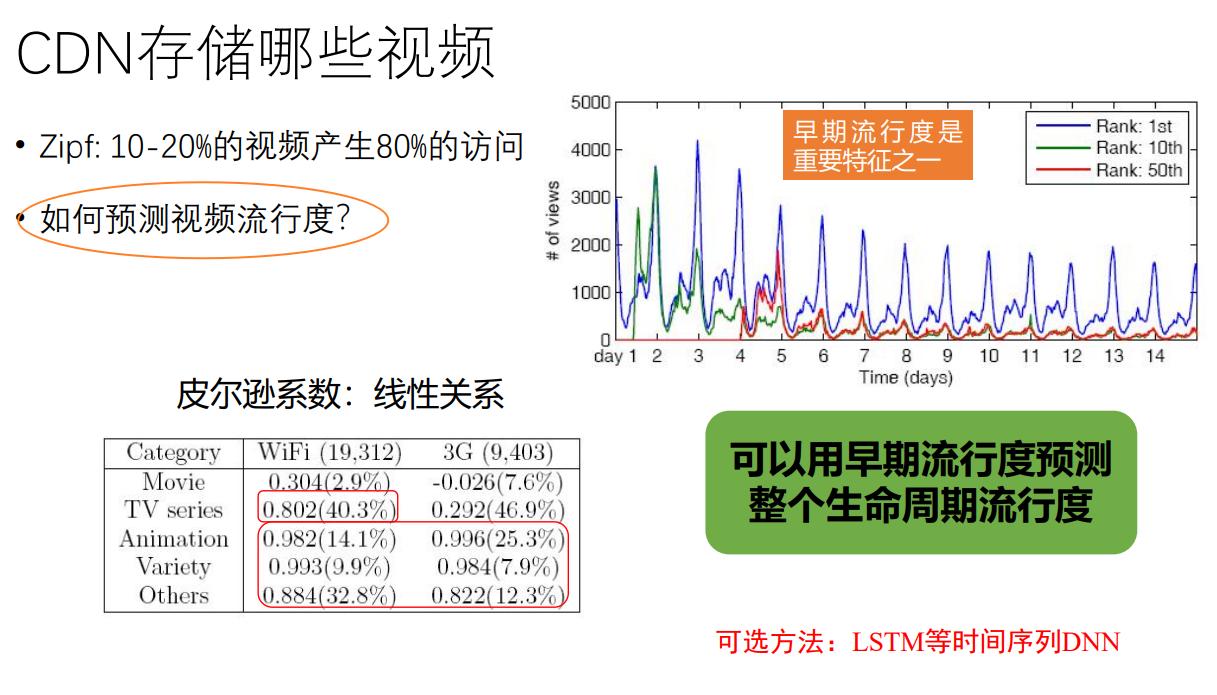 CDN存储哪些视频
• Zipf: 10-20%的视频产生80%的访问
• 如何预测视频流行度？
早期流行度是
重要特征之一
5000
4000
3000
2000
1000
0
# of views
Rank: 1st
Rank: 10th
Rank: 50th
day 1 2 3 4 5 6 7 8 9 10 11 12 13 14
Time (days)
皮尔逊系数：线性关系
Category WiFi (19,312) 3G (9,403)
Movie 0.304(2.9%) -0.026(7.6%)
TV series 0.802(40.3%) 0.292(46.9%)
Animation 0.982(14.1%) 0.996(25.3%)
Variety 0.993(9.9%) 0.984(7.9%)
Others 0.884(32.8%) 0.822(12.3%)
可以用早期流行度预测
整个生命周期流行度
可选方法：LSTM等时间序列DNN